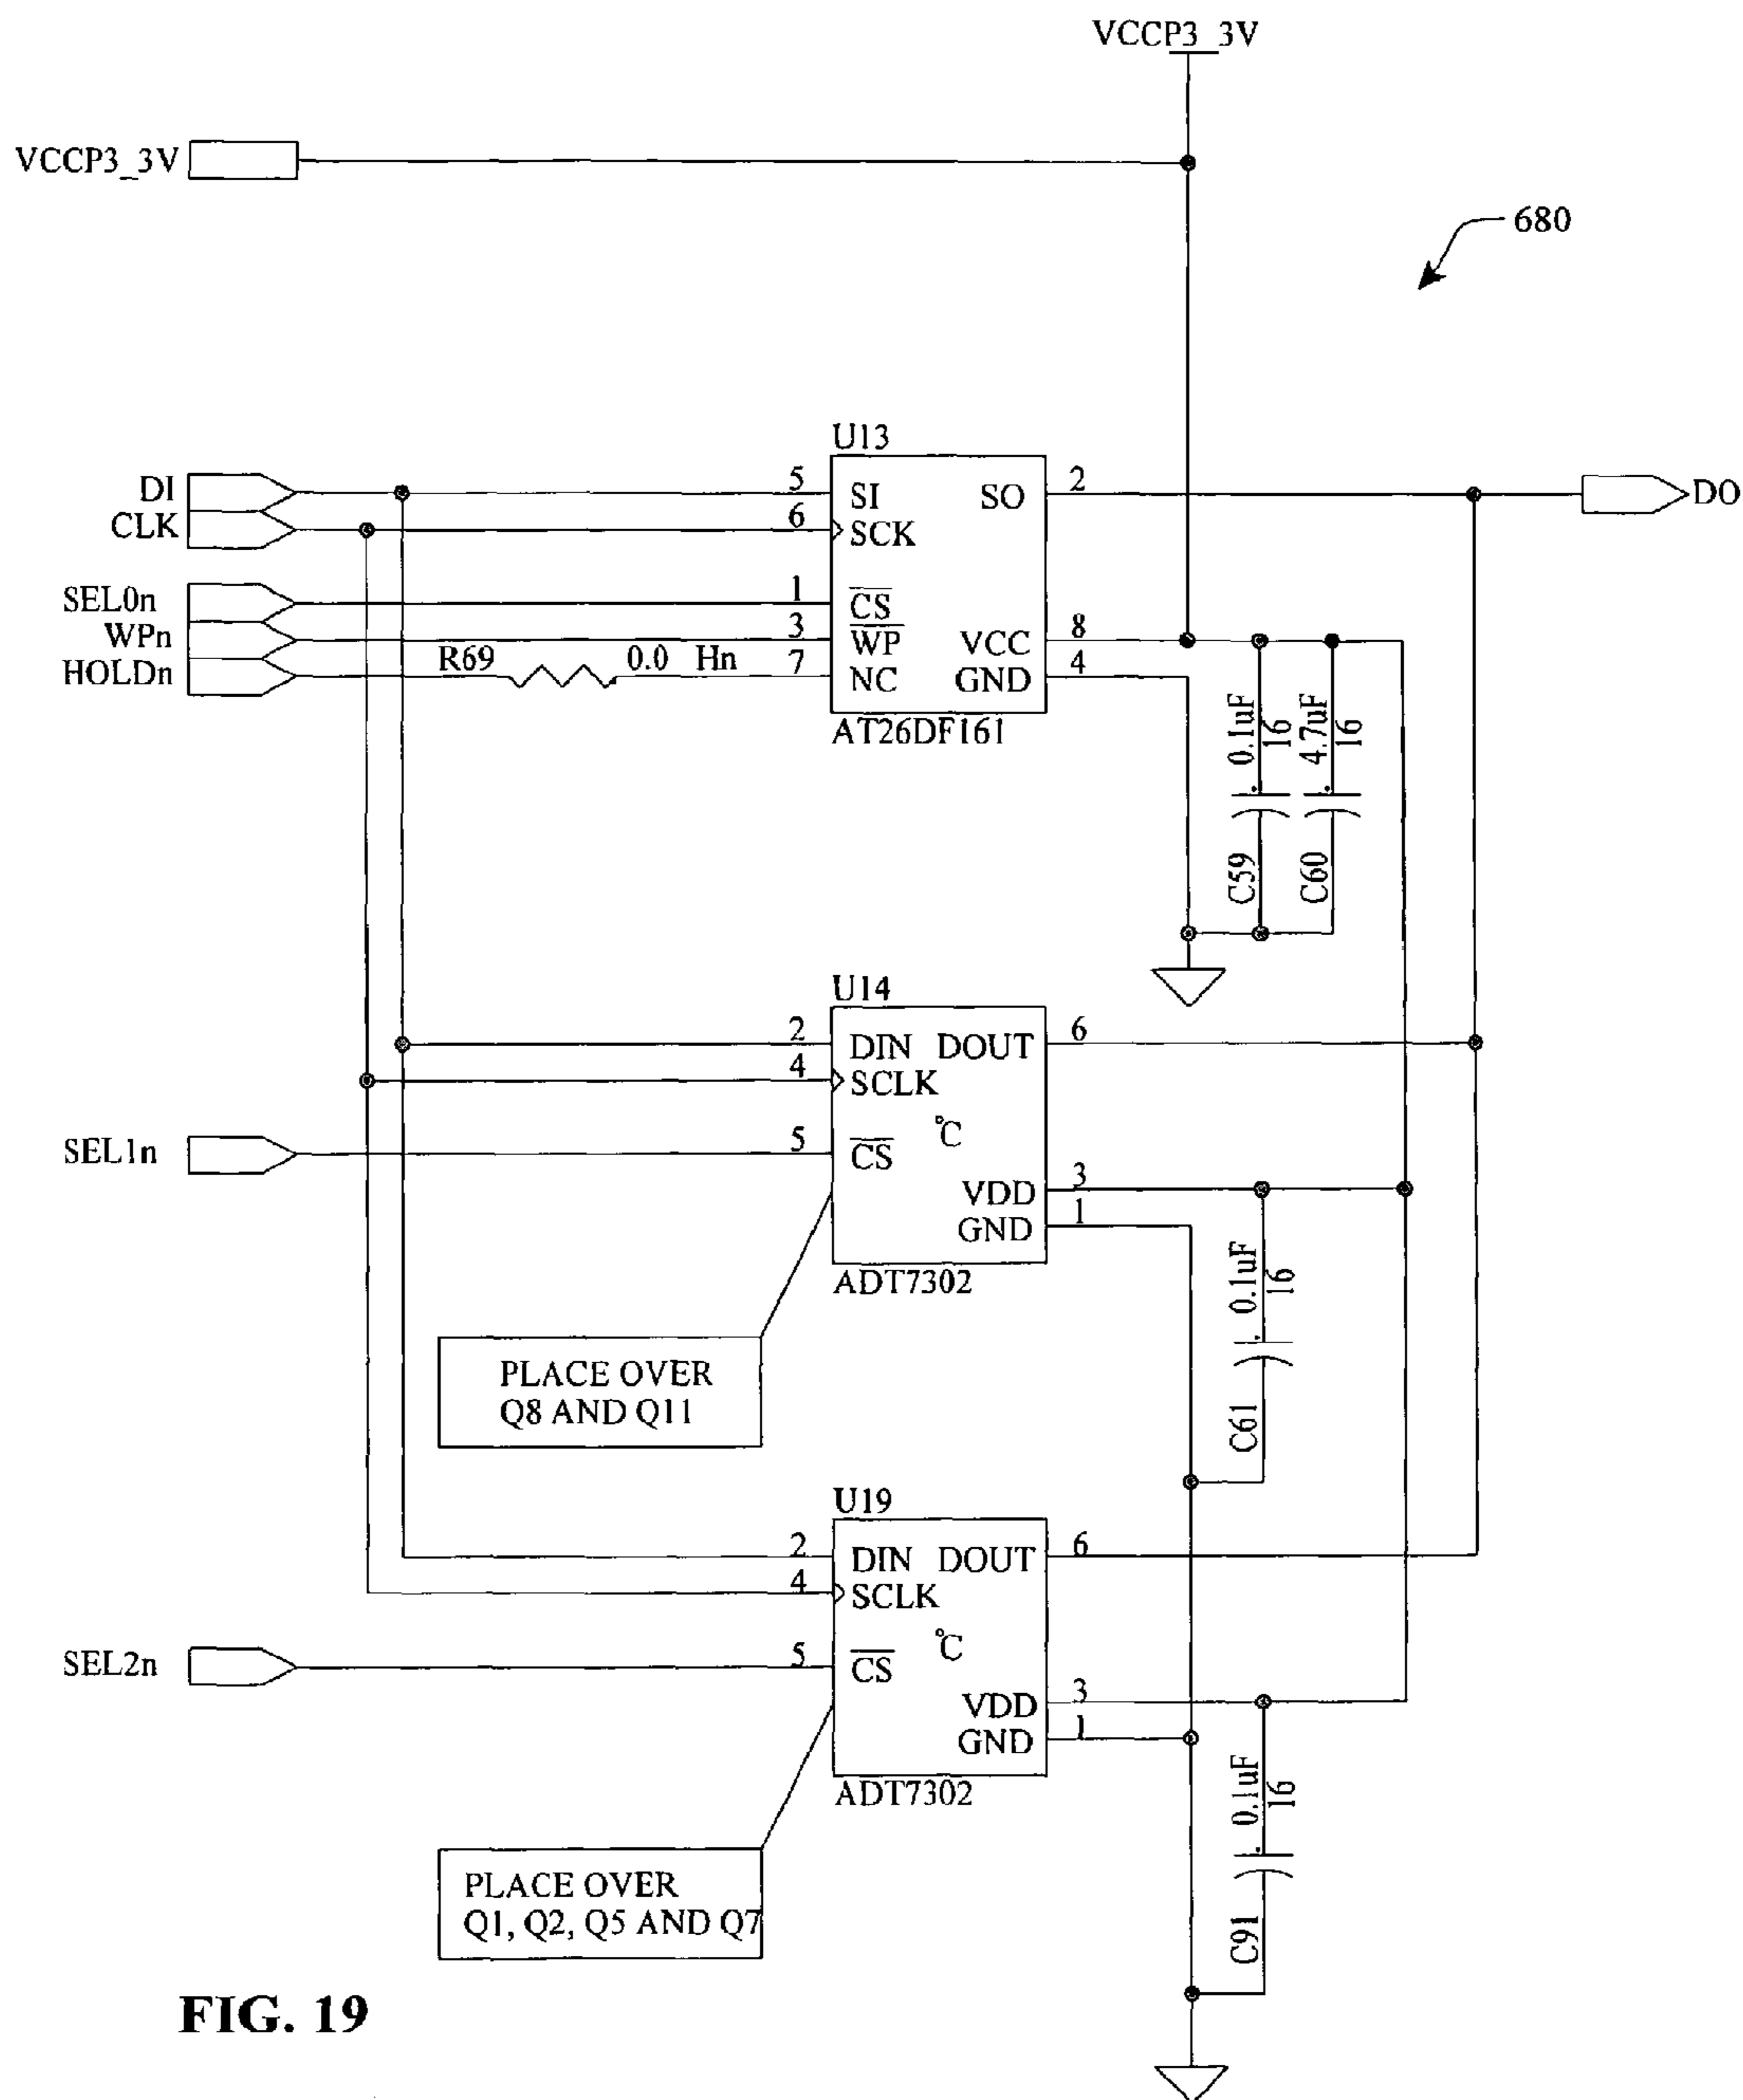 VCCP3_3V
VCCP3_3V
680
U13
DI
5
SI
SO
2
DO
CLK
6
SCK
SEL0n
1
CS
WPn
3
WP
VCC
8
HOLDn
R69
0.0
Hn
7
NC
GND
4
AT26DF161
0.1uF
16
4.7uF
16
C59
C60
U14
2
DIN
DOUT
6
4
SCLK
°C
SEL1n
5
CS
VDD
3
GND
1
ADT7302
0.1uF
16
C61
PLACE OVER
Q8 AND Q11
U19
2
DIN
DOUT
6
4
SCLK
°C
SEL2n
5
CS
VDD
3
GND
1
ADT7302
0.1uF
16
C91
PLACE OVER
Q1, Q2, Q5 AND Q7
FIG. 19